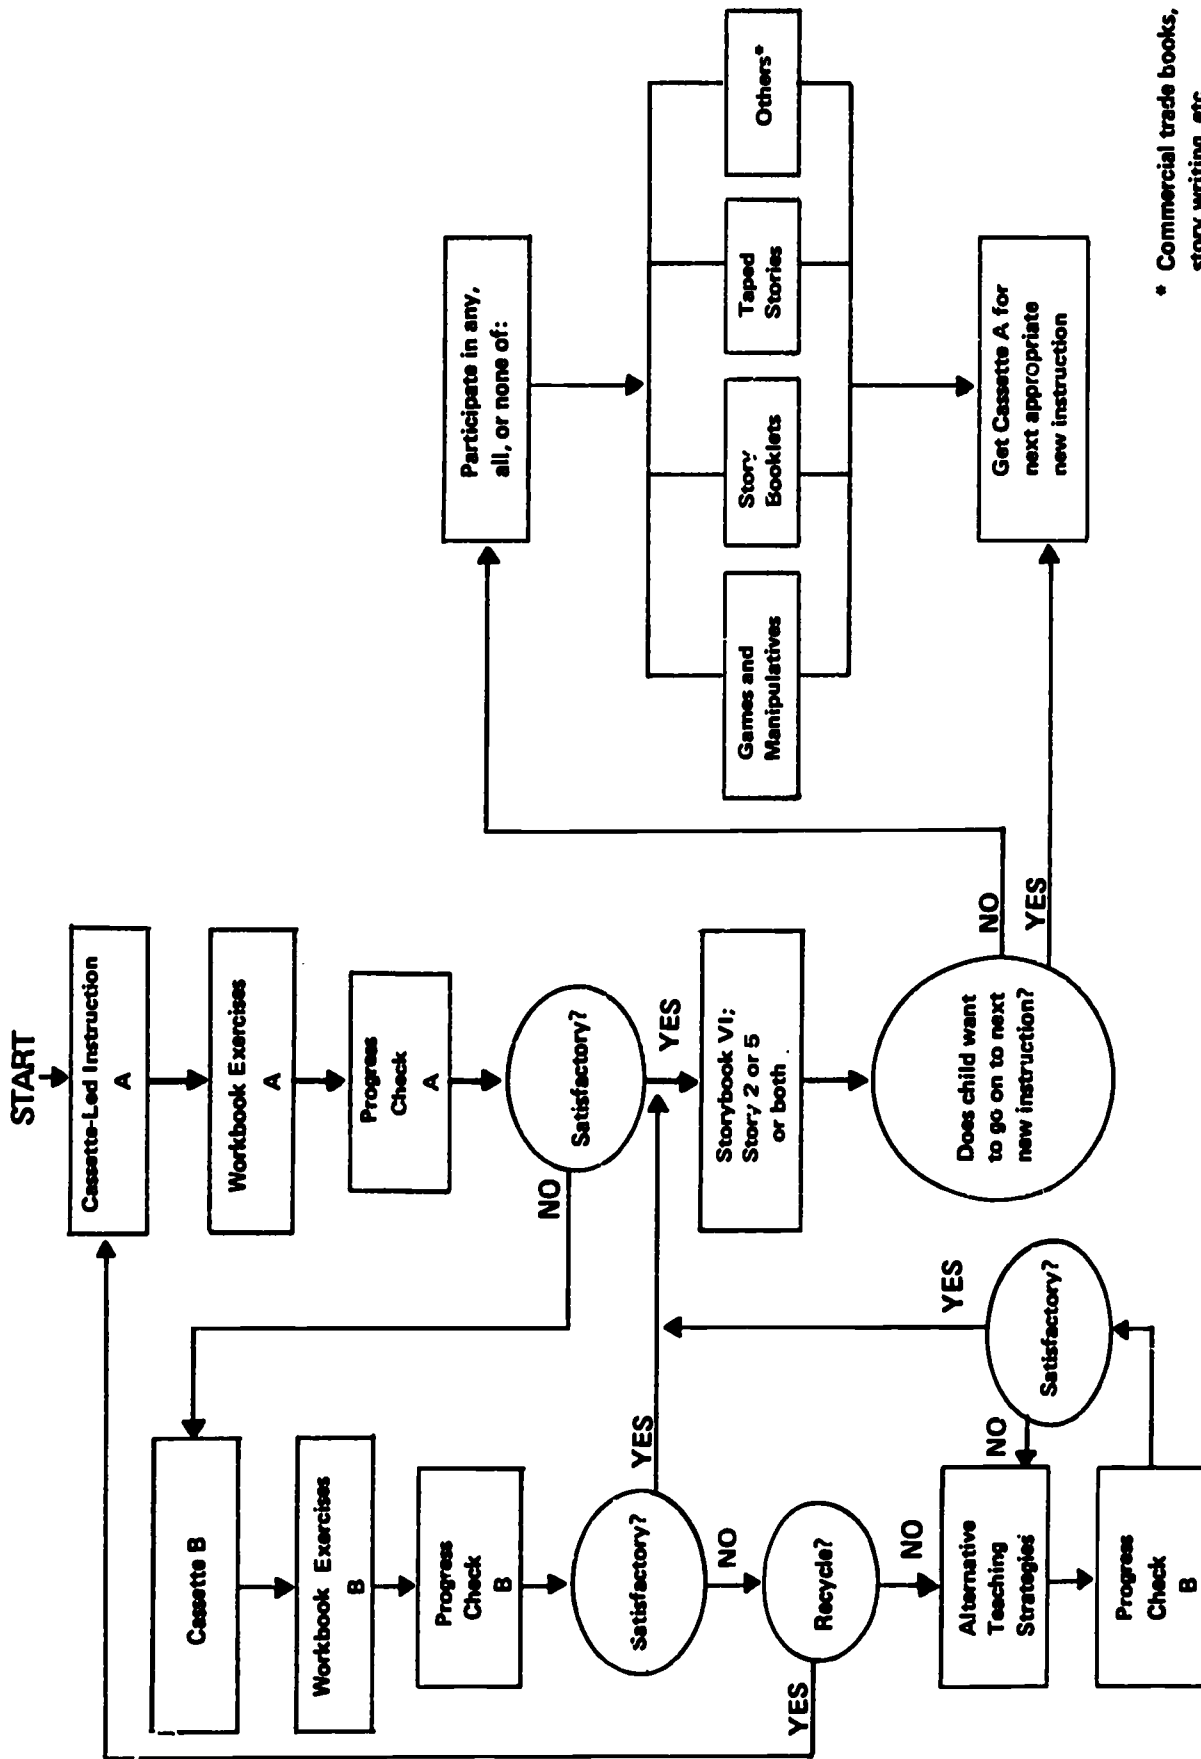 START
Cassette-Led Instruction
A
Workbook Exercises
A
Progress
Check
A
Satisfactory?
NO
YES
Storybook VI;
Story 2 or 5
or both
Does child want
to go on to next
new instruction?
NO
YES
Cassette B
Workbook Exercises
B
Progress
Check
B
Satisfactory?
YES
NO
Recycle?
YES
NO
Alternative
Teaching
Strategies
Progress
Check
B
Satisfactory?
NO
YES
Participate in any,
all, or none of:
Games and
Manipulatives
Story
Booklets
Taped
Stories
Others*
Get Cassette A for
next appropriate
new instruction
* Commercial trade books,
story writing, etc.